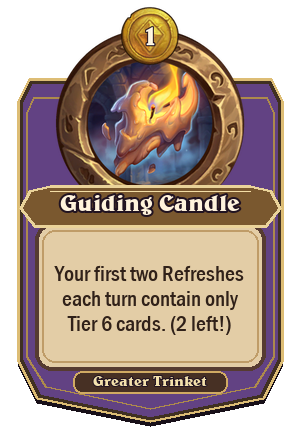 1
Guiding Candle
Your first two Refreshes
each turn contain only
Tier 6 cards. (2 left!)
Greater Trinket